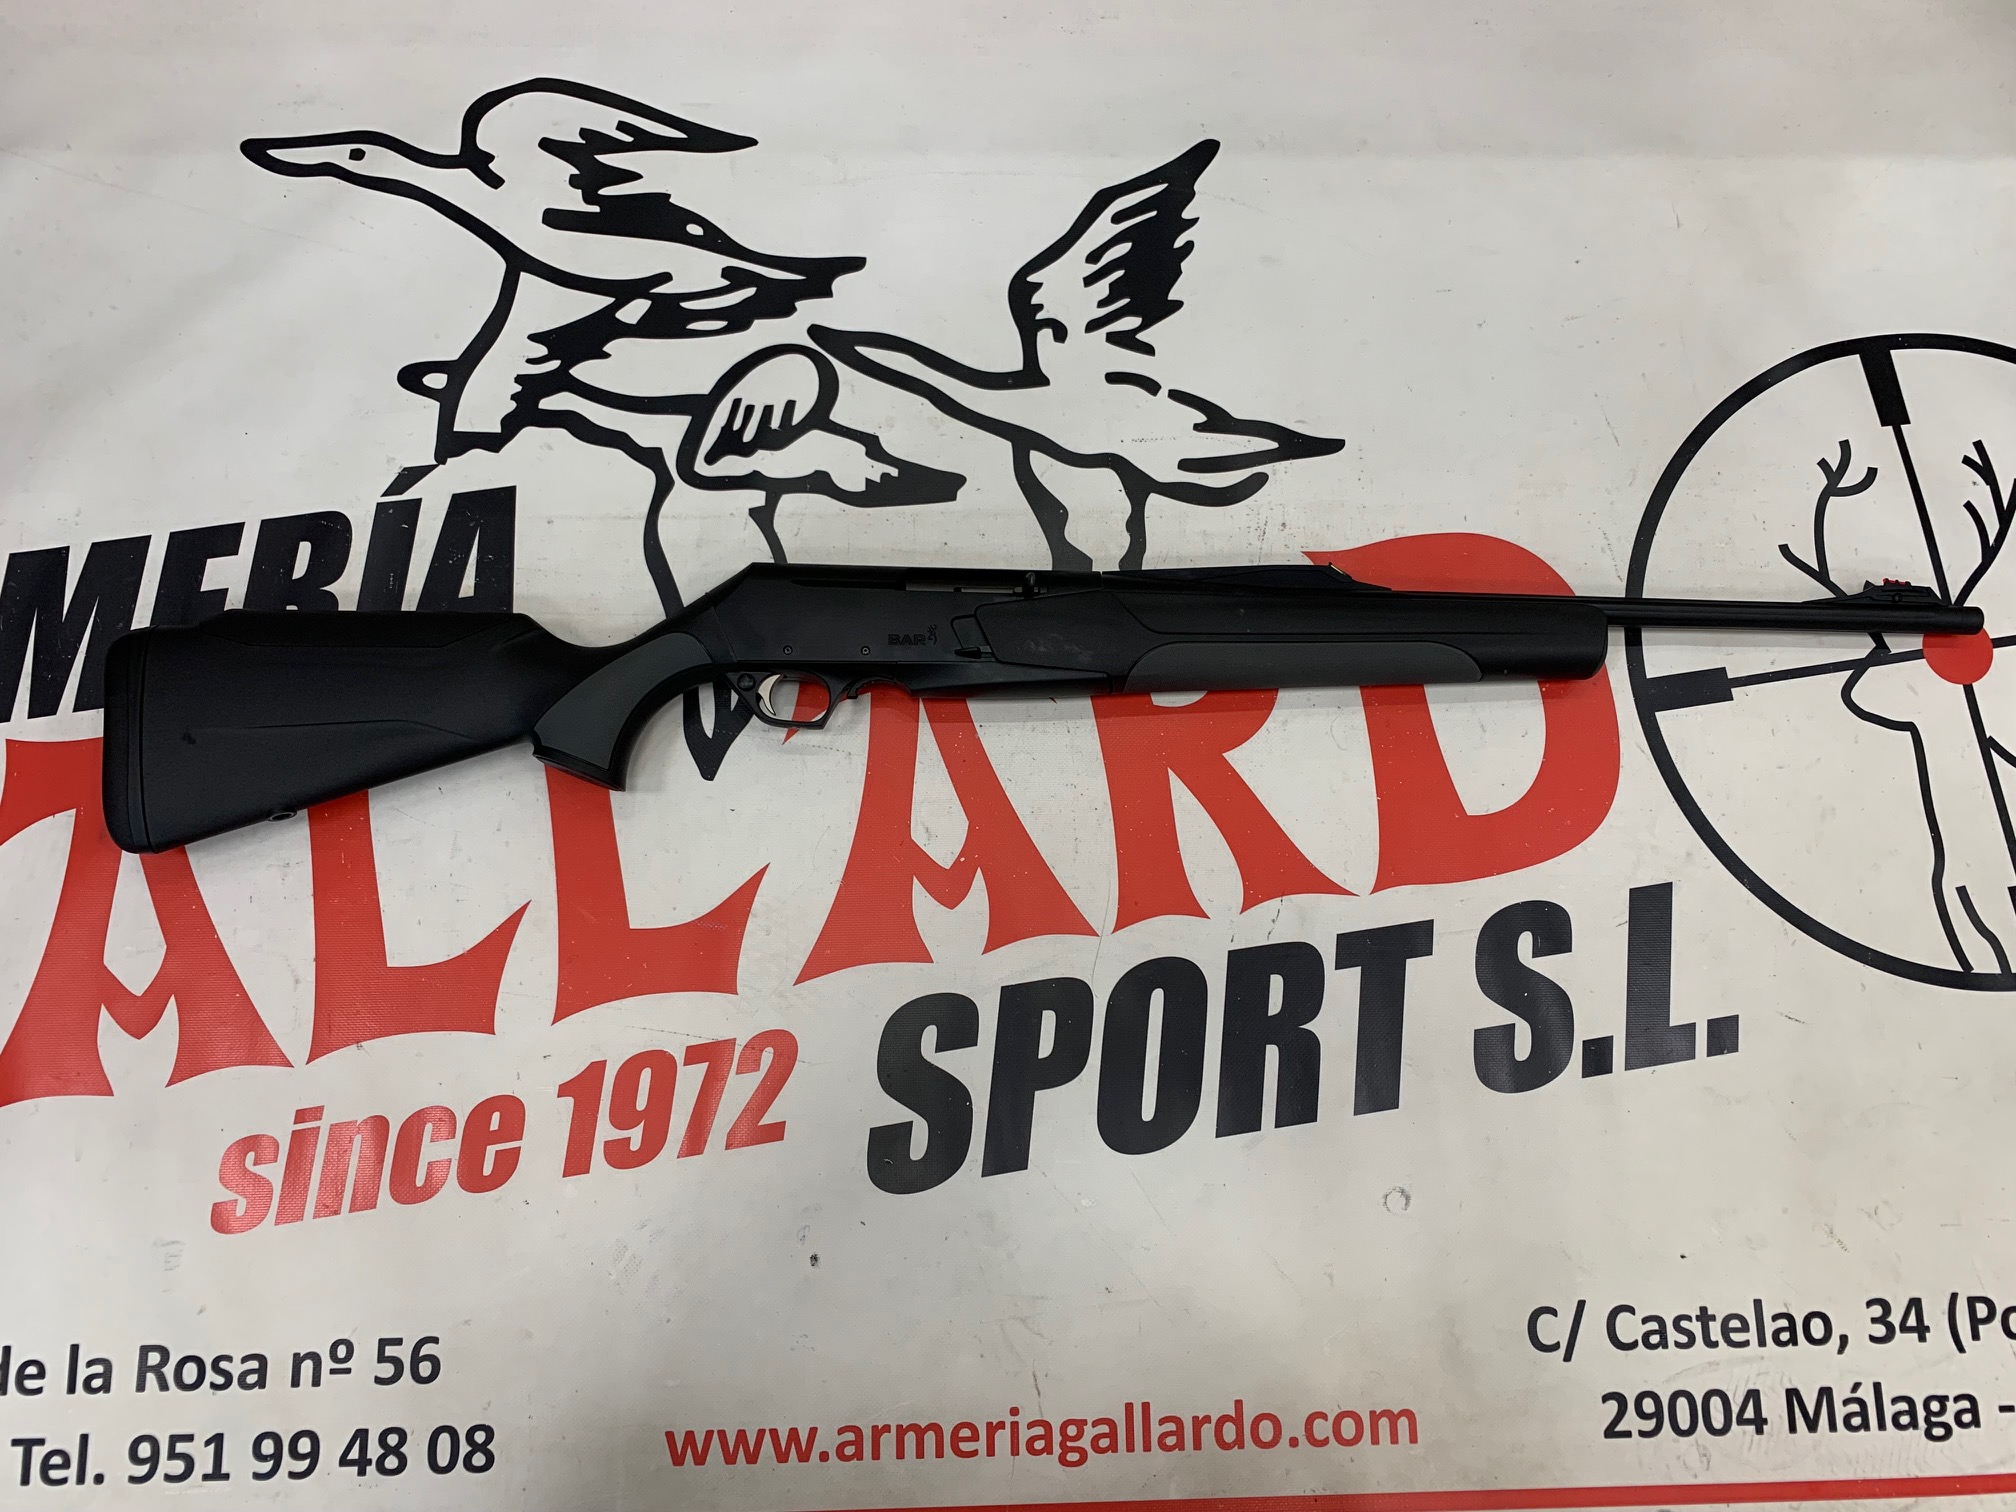 MERÍA
ALLARDO
SPORT S.L.
since 1972
BAR
de la Rosa nº 56
Tel. 951 99 48 08
www.armeriagallardo.com
C/ Castelao, 34 (Po
29004 Málaga -